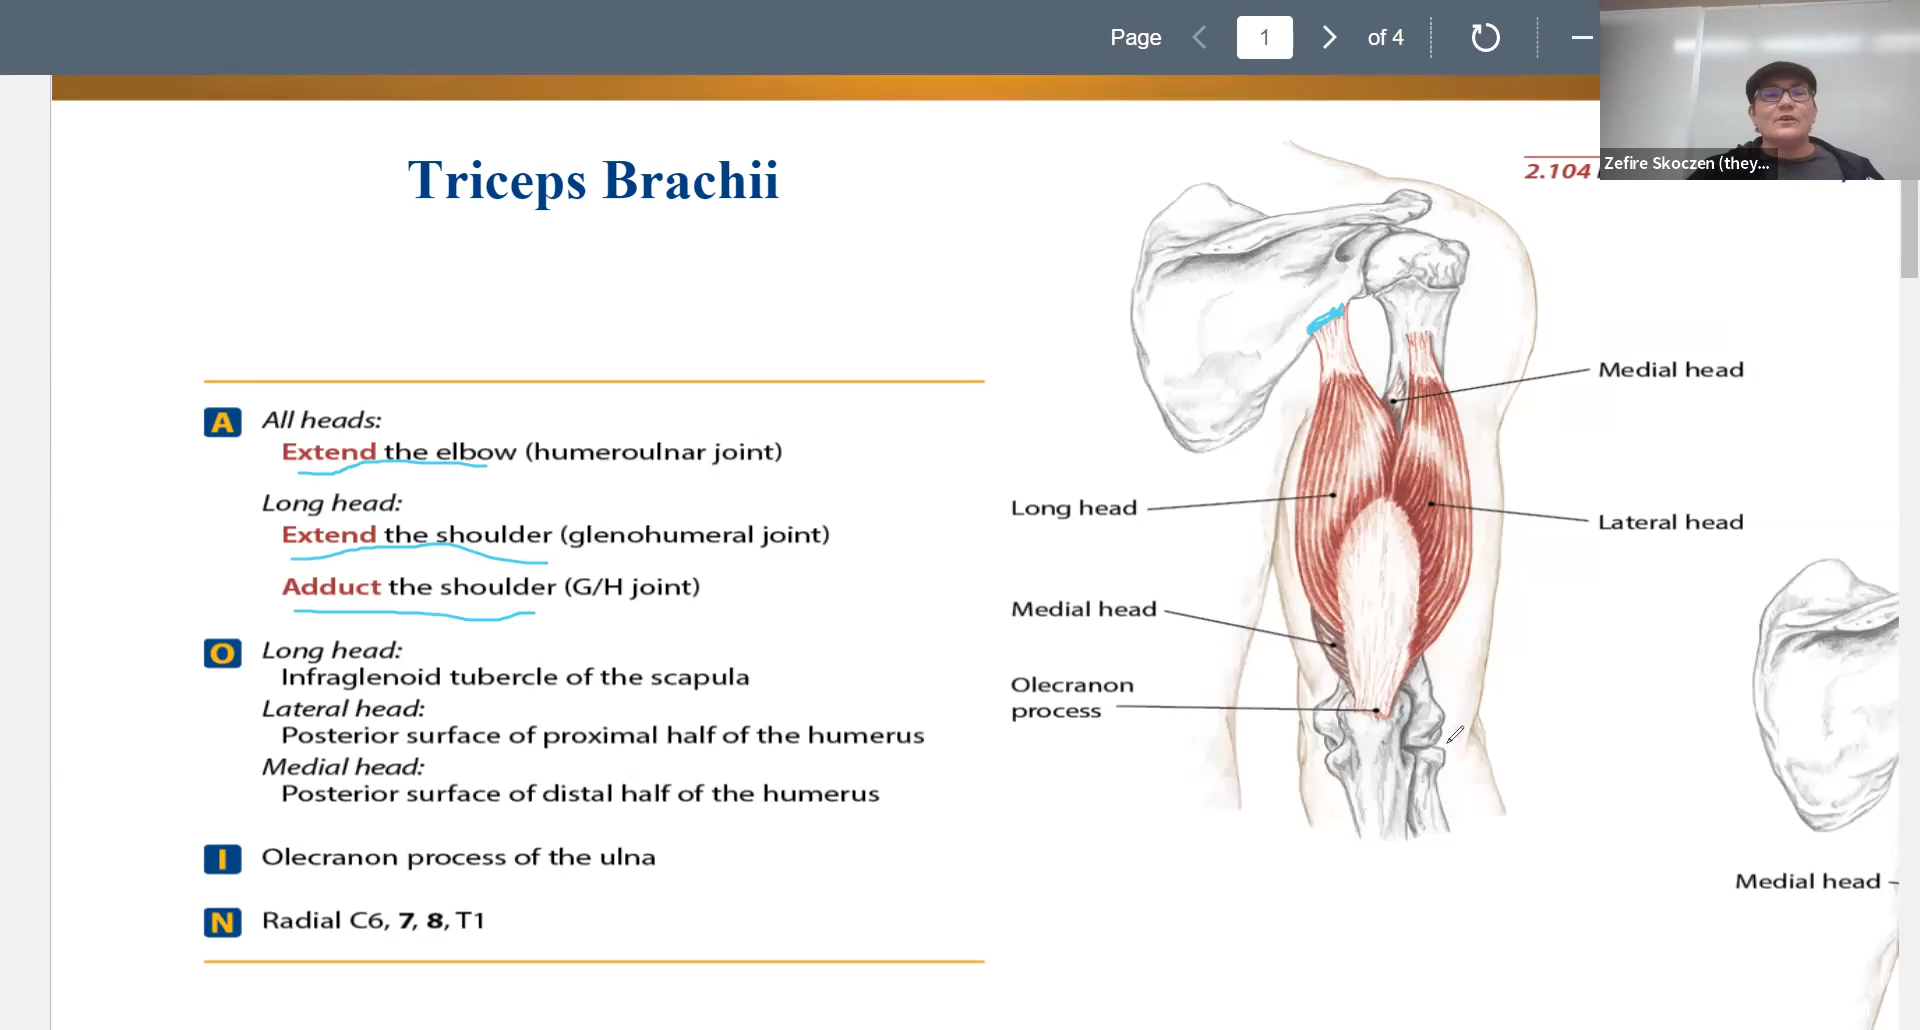 Page 1 of 4
Zefire Skoczen (they...
Triceps Brachii
2.104
A All heads:
Extend the elbow (humeroulnar joint)
Long head:
Extend the shoulder (glenohumeral joint)
Adduct the shoulder (G/H joint)
O Long head:
Infraglenoid tubercle of the scapula
Lateral head:
Posterior surface of proximal half of the humerus
Medial head:
Posterior surface of distal half of the humerus
I Olecranon process of the ulna
N Radial C6, 7, 8, T1
Medial head
Long head
Lateral head
Medial head
Olecranon
process
Medial head